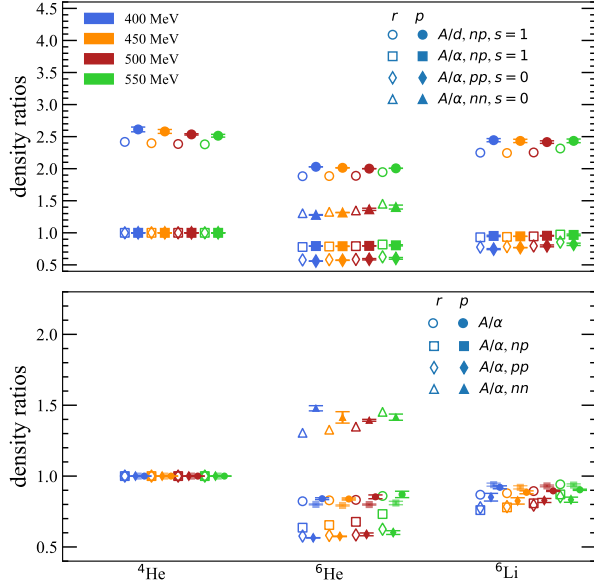 4.5
4.0
3.5
3.0
2.5
2.0
1.5
1.0
0.5
density ratios
400 MeV
450 MeV
500 MeV
550 MeV
r p
A/d, np, s = 1
A/α, np, s = 1
A/α, pp, s = 0
A/α, nn, s = 0
2.0
1.5
1.0
0.5
density ratios
r p
A/α
A/α, np
A/α, pp
A/α, nn
⁴He ⁶He ⁶Li